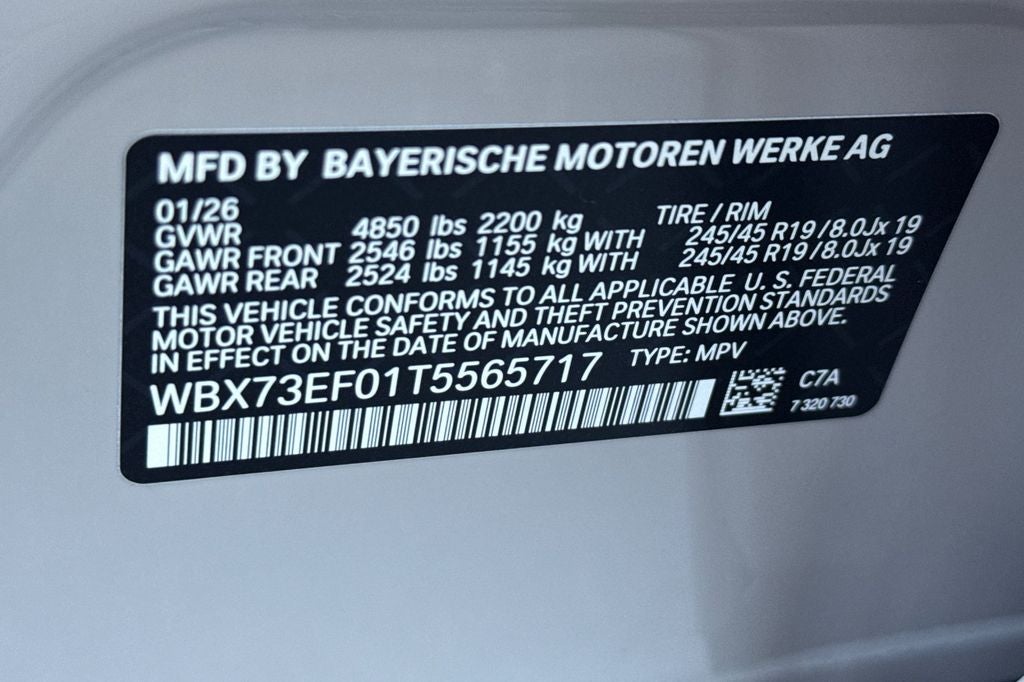 MFD BY BAYERISCHE MOTOREN WERKE AG
01/26 TIRE / RIM
GVWR 4850 lbs 2200 kg
GAWR FRONT 2546 lbs 1155 kg WITH 245/45 R19 /8.0Jx 19
GAWR REAR 2524 lbs 1145 kg WITH 245/45 R19 /8.0Jx 19
THIS VEHICLE CONFORMS TO ALL APPLICABLE U. S. FEDERAL
MOTOR VEHICLE SAFETY AND THEFT PREVENTION STANDARDS
IN EFFECT ON THE DATE OF MANUFACTURE SHOWN ABOVE.
WBX73EF01T5565717 TYPE: MPV
C7A
7 320 730